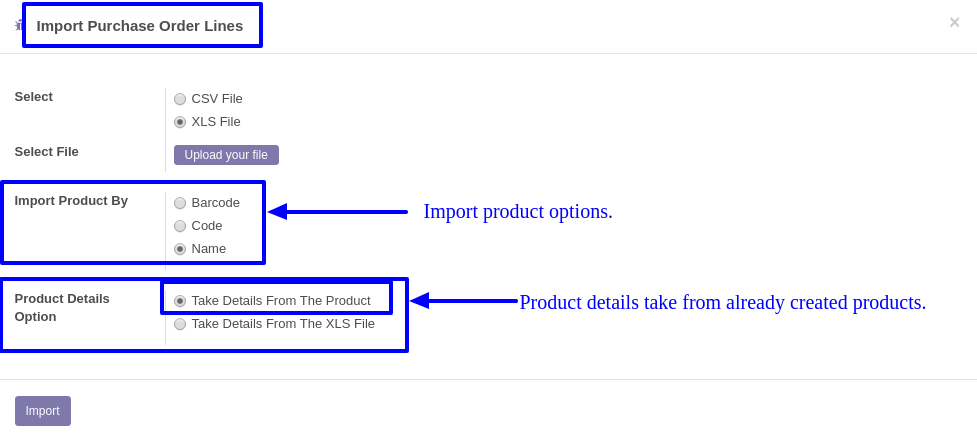 Import Purchase Order Lines
×
Select
CSV File
XLS File
Select File
Upload your file
Import Product By
Barcode
Code
Name
Import product options.
Product Details
Option
Take Details From The Product
Take Details From The XLS File
Product details take from already created products.
Import